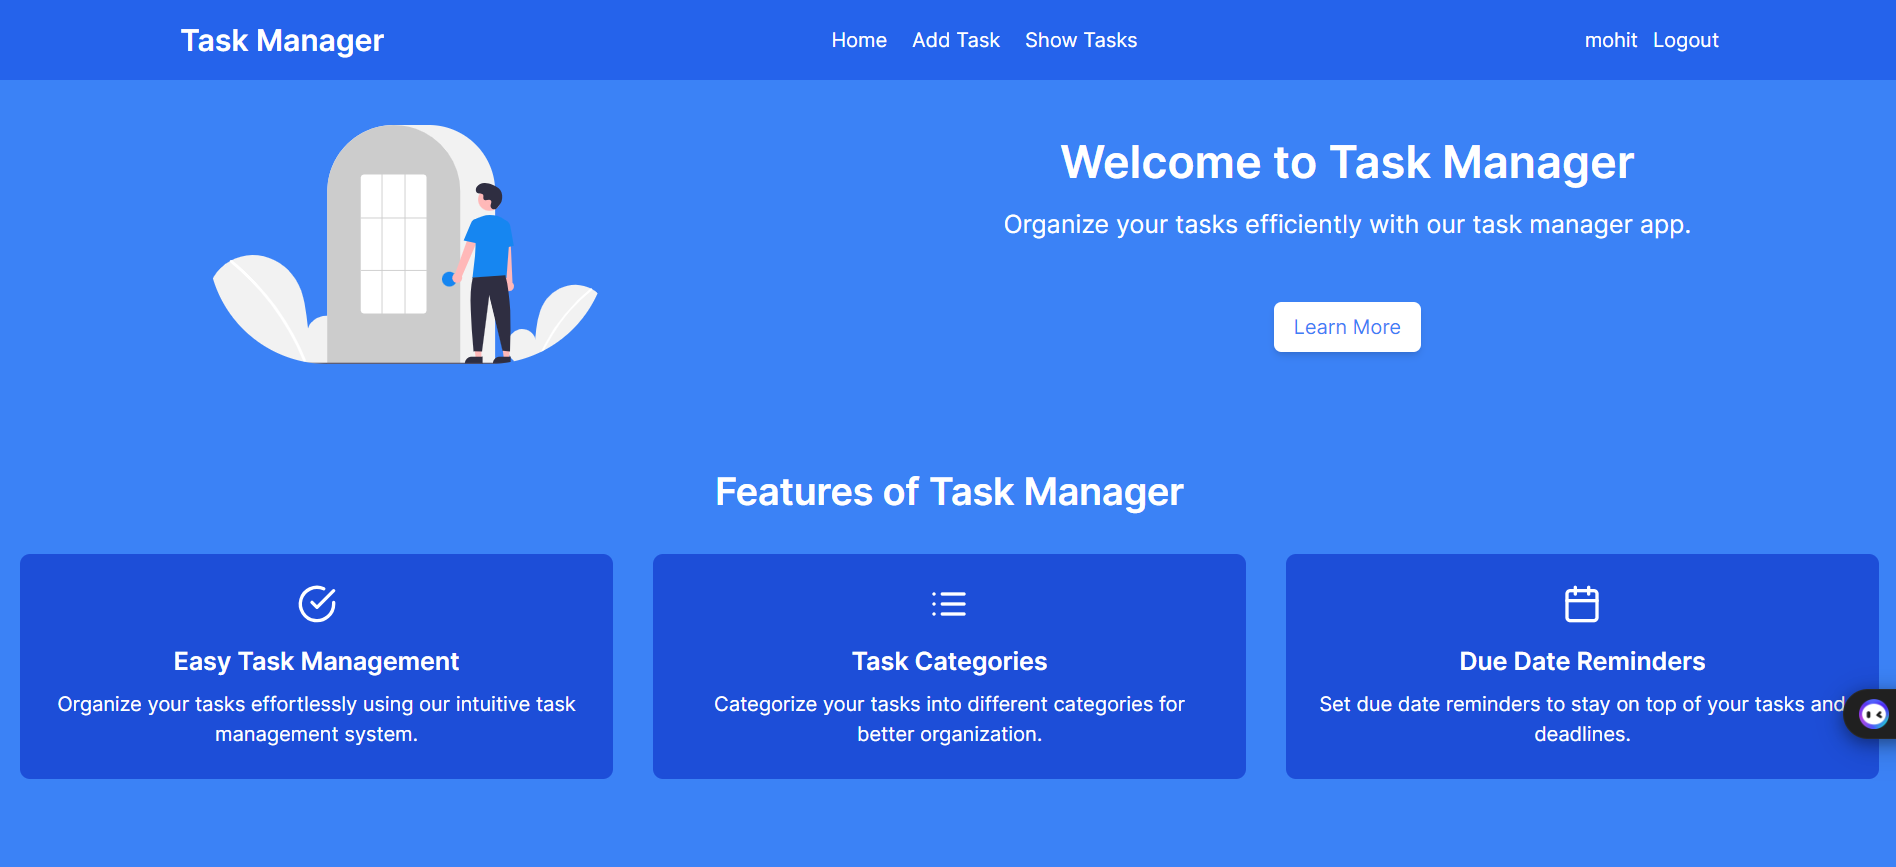 Task Manager
Home Add Task Show Tasks
mohit Logout
Welcome to Task Manager
Organize your tasks efficiently with our task manager app.
Learn More
Features of Task Manager
Easy Task Management
Organize your tasks effortlessly using our intuitive task
management system.
Task Categories
Categorize your tasks into different categories for
better organization.
Due Date Reminders
Set due date reminders to stay on top of your tasks and
deadlines.